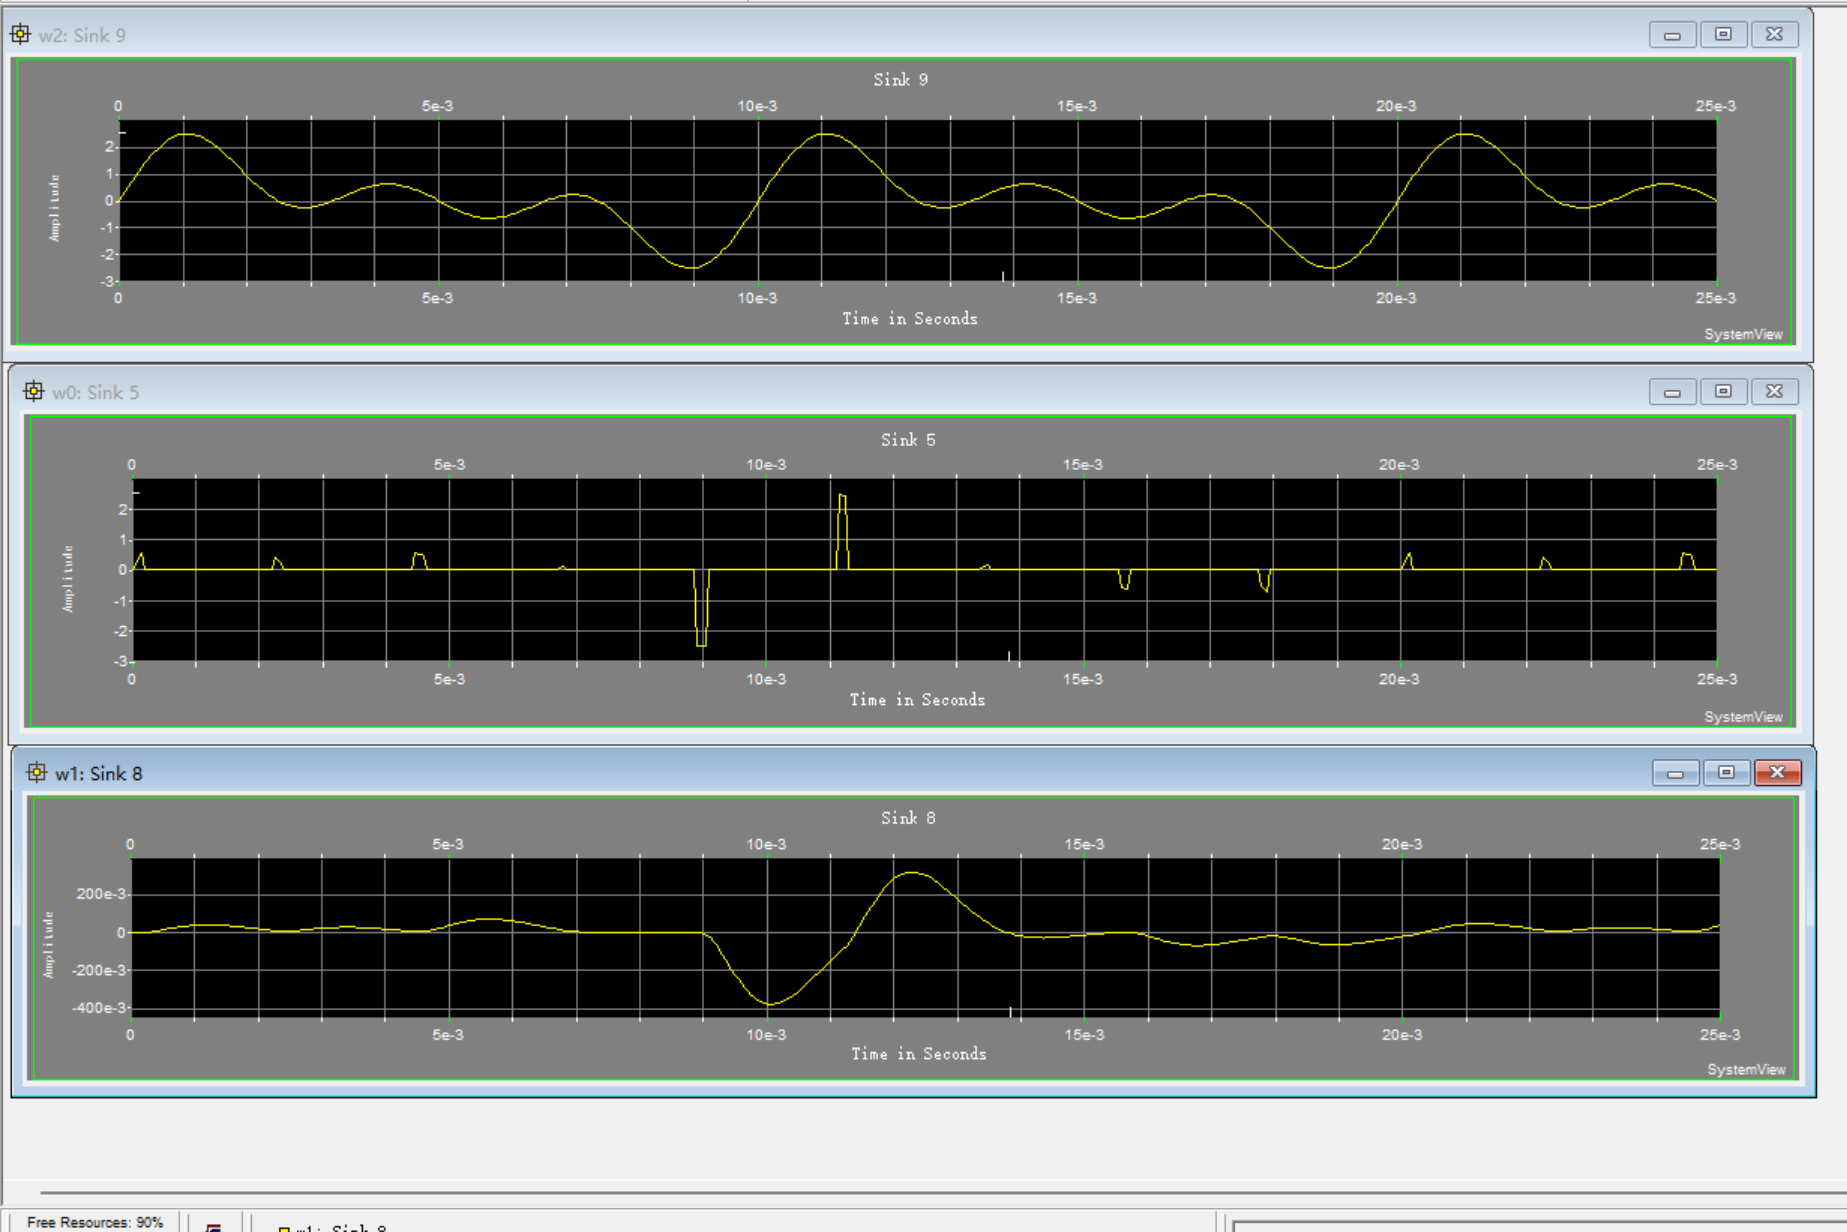 w2: Sink 9
Sink 9
0 5e-3 10e-3 15e-3 20e-3 25e-3
2
1
0
-1
-2
-3
Amplitude
0 5e-3 10e-3 15e-3 20e-3 25e-3
Time in Seconds
SystemView
w0: Sink 5
Sink 5
0 5e-3 10e-3 15e-3 20e-3 25e-3
2
1
0
-1
-2
-3
Amplitude
0 5e-3 10e-3 15e-3 20e-3 25e-3
Time in Seconds
SystemView
w1: Sink 8
Sink 8
0 5e-3 10e-3 15e-3 20e-3 25e-3
200e-3
0
-200e-3
-400e-3
Amplitude
0 5e-3 10e-3 15e-3 20e-3 25e-3
Time in Seconds
SystemView
Free Resources: 90%
w1: Sink 8